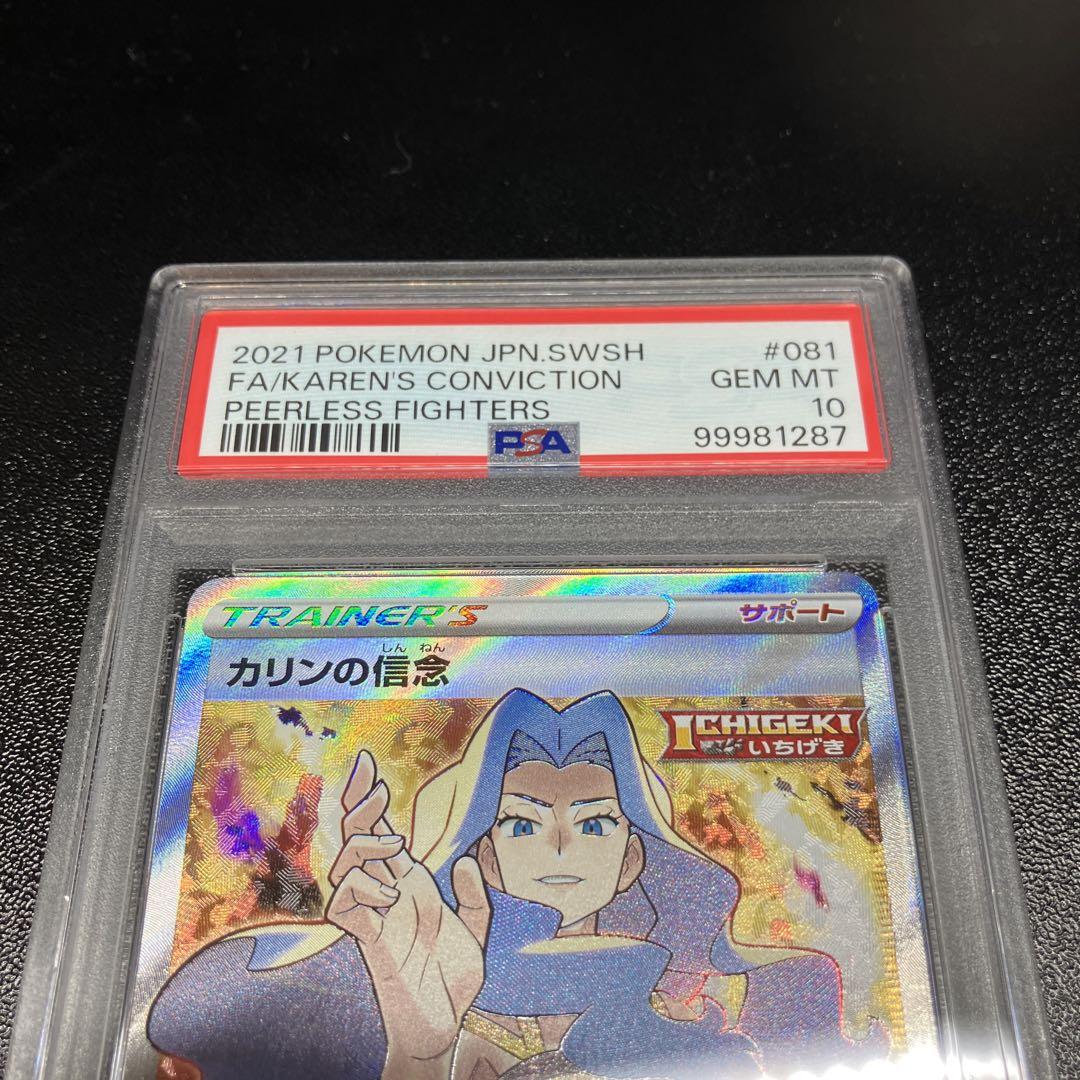 2021 POKEMON JPN.SWSH #081
FA/KAREN'S CONVICTION GEM MT
PEERLESS FIGHTERS 10
PSA 99981287
TRAINER'S サポート
しん ねん
カリンの信念
ICHIGEKI
いちげき